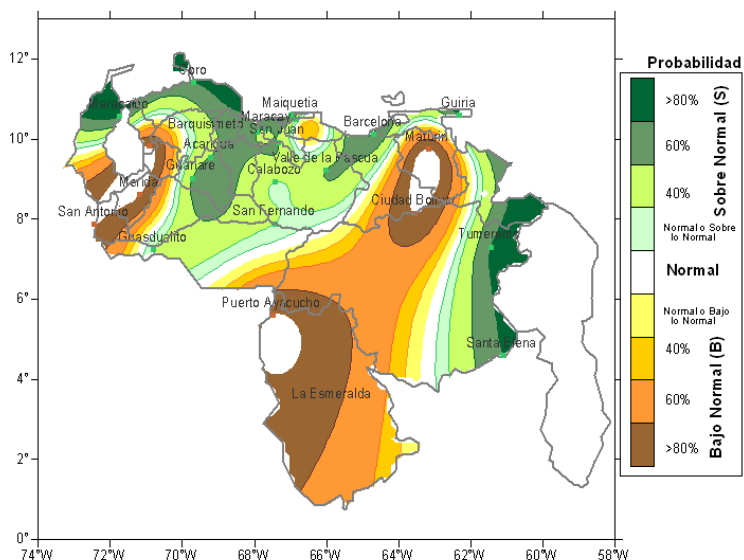 Probabilidad
>80%
60%
40%
Normal o Sobre
lo Normal
Normal
Normal o Bajo
lo Normal
40%
60%
>80%
Sobre Normal (S)
Bajo Normal (B)
12°
10°
8°
6°
4°
2°
0°
74°W
72°W
70°W
68°W
66°W
64°W
62°W
60°W
58°W
Maracaibo
Maiquetia
Guiria
Barquisimeto
Maracay
Barcelona
San Juan
Maturin
Acarigua
Guanare
Valle de la Pascua
Calabozo
Merida
San Antonio
San Fernando
Ciudad Bolivar
Guasdualito
Tumeremo
Puerto Ayacucho
Santa Elena
La Esmeralda